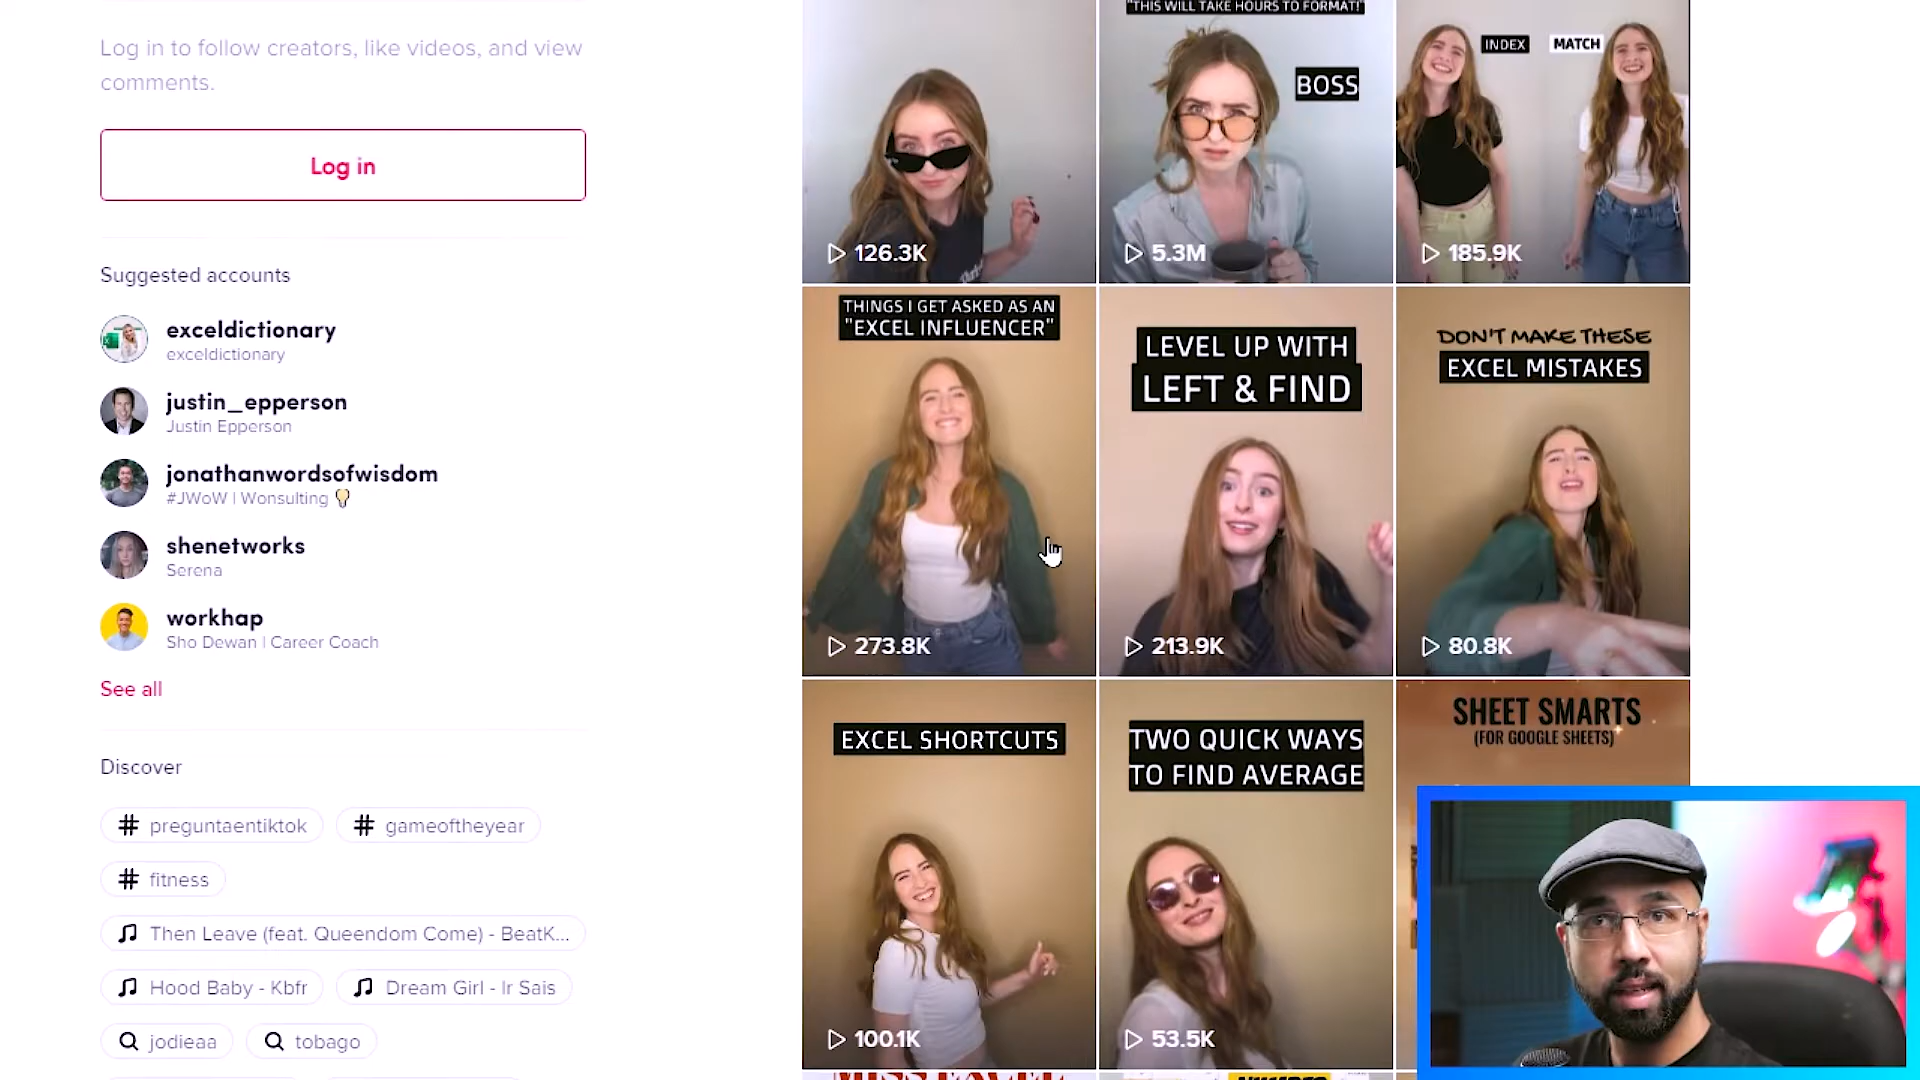 Log in to follow creators, like videos, and view
comments.
Log in
Suggested accounts
exceldictionary
exceldictionary
justin_epperson
Justin Epperson
jonathanwordsofwisdom
#JWoW | Wonsulting
shenetworks
Serena
workhap
Sho Dewan | Career Coach
See all
Discover
# preguntaentiktok
# gameoftheyear
# fitness
Then Leave (feat. Queendom Come) - BeatK...
Hood Baby - Kbfr
Dream Girl - Ir Sais
jodieaa
tobago
126.3K
"THIS WILL TAKE HOURS TO FORMAT!"
BOSS
5.3M
INDEX
MATCH
185.9K
THINGS I GET ASKED AS AN
"EXCEL INFLUENCER"
273.8K
LEVEL UP WITH
LEFT & FIND
213.9K
DON'T MAKE THESE
EXCEL MISTAKES
80.8K
EXCEL SHORTCUTS
100.1K
TWO QUICK WAYS
TO FIND AVERAGE
53.5K
SHEET SMARTS
(FOR GOOGLE SHEETS)